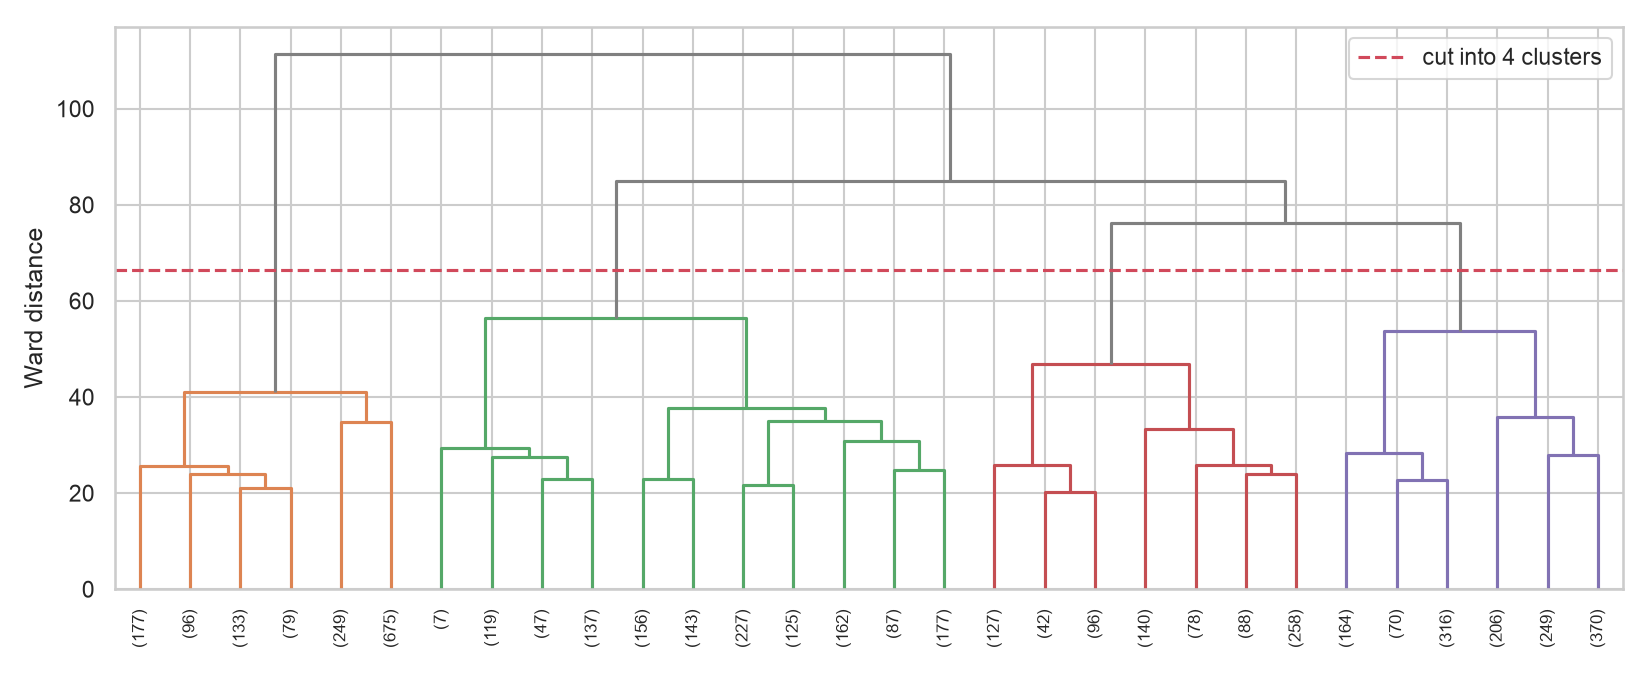 cut into 4 clusters
Ward distance
100
80
60
40
20
0
(177) (96) (133) (79) (249) (675) (7) (119) (47) (137) (156) (143) (227) (125) (162) (87) (177) (127) (42) (96) (140) (78) (88) (258) (164) (70) (316) (206) (249) (370)